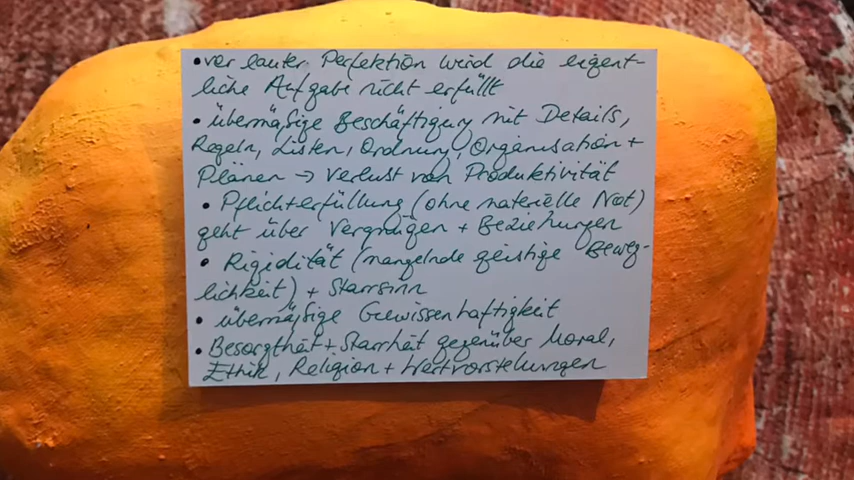 • vor lauter Perfektion wird die eigent-
liche Aufgabe nicht erfüllt
• übermäßige Beschäftigung mit Details,
Regeln, Listen, Ordnung, Organisation +
Plänen → Verlust von Produktivität
• Pflichterfüllung (ohne materielle Not)
geht über Vergnügen + Beziehungen
• Rigidität (mangelnde geistige Beweg-
lichkeit) + Starrsinn
• übermäßige Gewissenhaftigkeit
• Besorgtheit + Starrheit gegenüber Moral,
Ethik, Religion + Wertvorstellungen